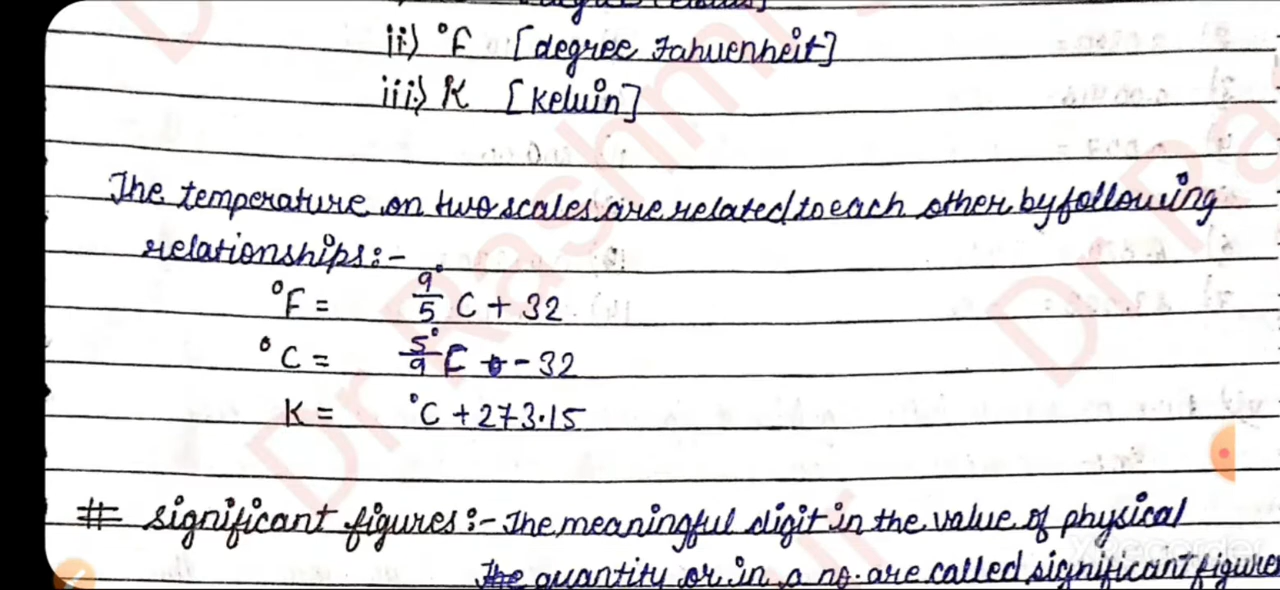 ii) °F [degree Fahrenheit]
iii) K [Kelvin]
The temperature on two scales are related to each other by following
relationships:-
°F = 9/5 °C + 32
°C = 5/9 °F - 32
K = °C + 273.15
# significant figures:- The meaningful digit in the value of physical
the quantity or in a no. are called significant figure